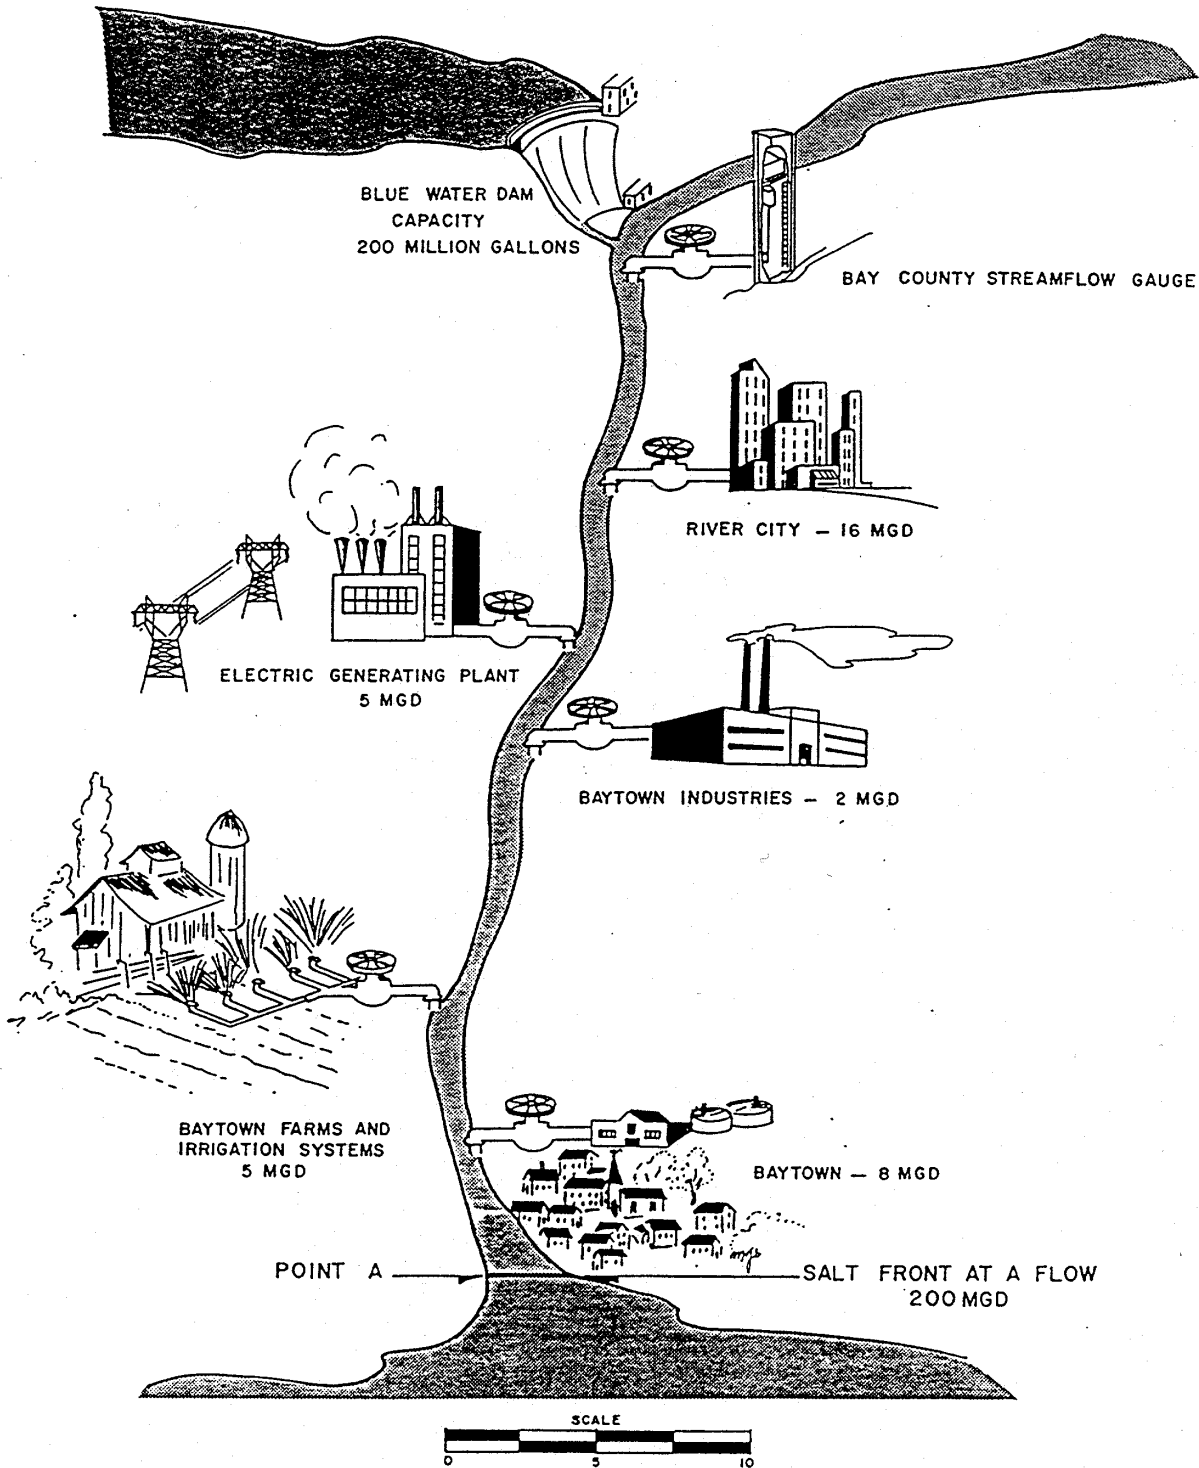 BLUE WATER DAM
CAPACITY
200 MILLION GALLONS
BAY COUNTY STREAMFLOW GAUGE
RIVER CITY — 16 MGD
ELECTRIC GENERATING PLANT
5 MGD
BAYTOWN INDUSTRIES — 2 MGD
BAYTOWN FARMS AND
IRRIGATION SYSTEMS
5 MGD
BAYTOWN — 8 MGD
POINT A
SALT FRONT AT A FLOW
200 MGD
SCALE
0 5 10